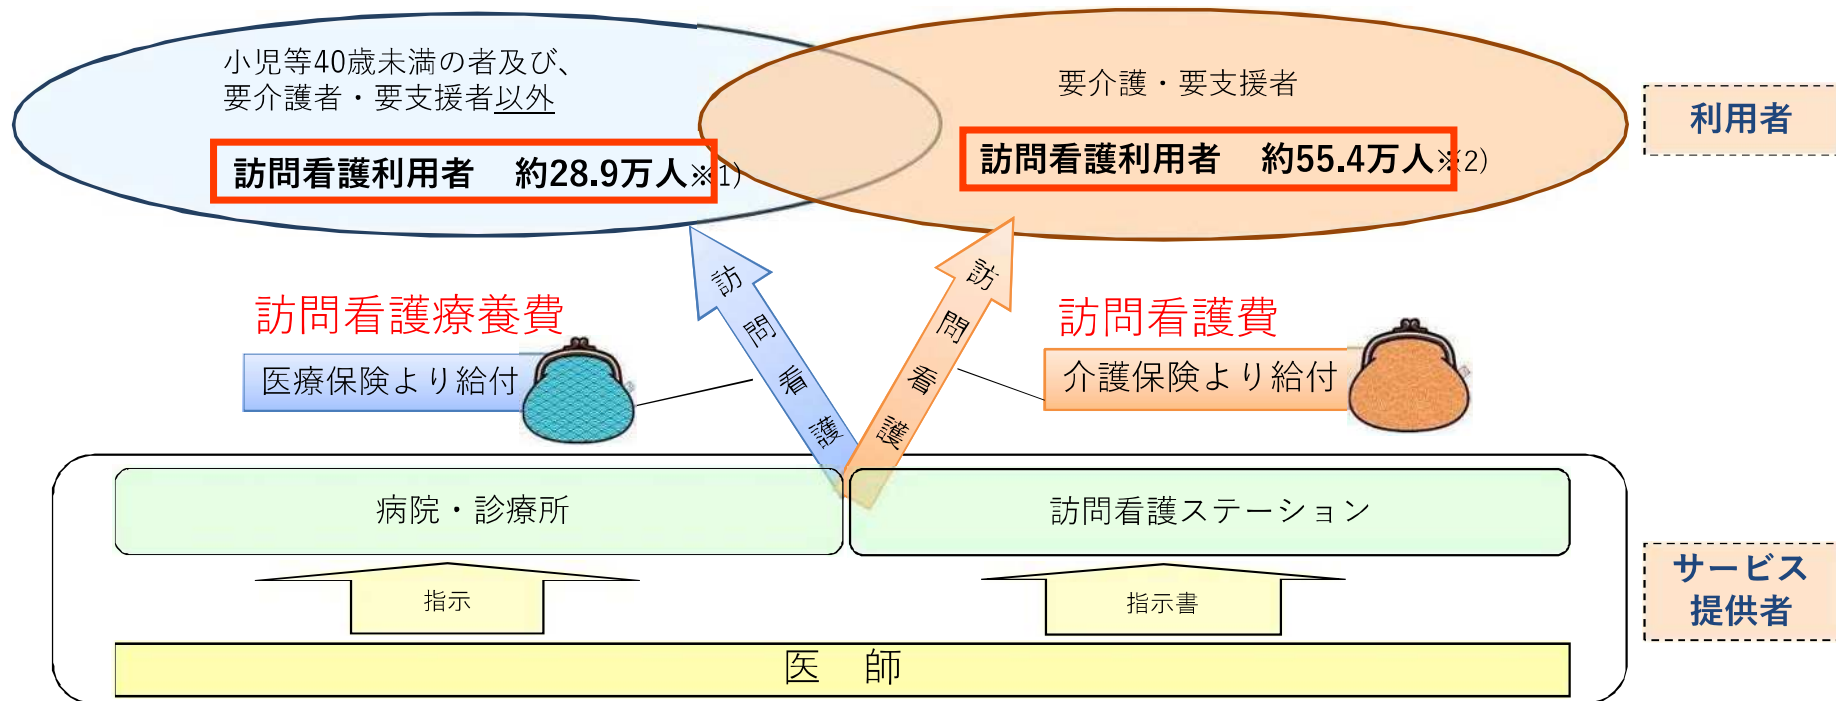 小児等40歳未満の者及び、
要介護者・要支援者以外
訪問看護利用者　約28.9万人※1)
要介護・要支援者
訪問看護利用者　約55.4万人※2)
利用者
訪問看護療養費
医療保険より給付
訪問看護
訪問看護
訪問看護費
介護保険より給付
病院・診療所
訪問看護ステーション
指示
指示書
医　師
サービス
提供者